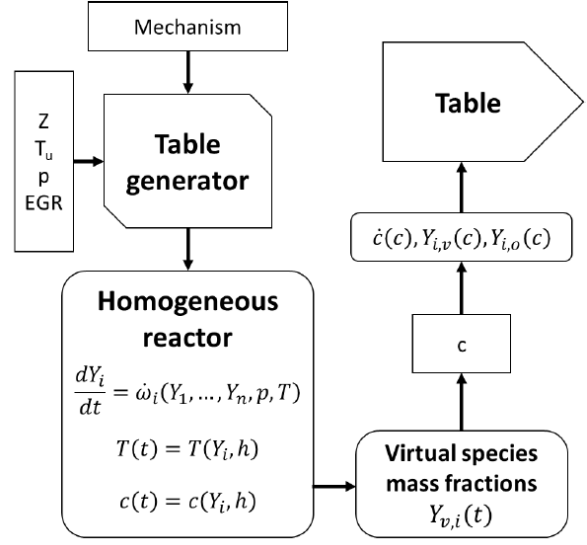 Mechanism
Z
T_u
p
EGR
Table
generator
Homogeneous
reactor
dY_i/dt = ω̇_i(Y_1, …, Y_n, p, T)
T(t) = T(Y_i, h)
c(t) = c(Y_i, h)
Virtual species
mass fractions
Y_{v,i}(t)
c
ċ(c), Y_{i,v}(c), Y_{i,o}(c)
Table